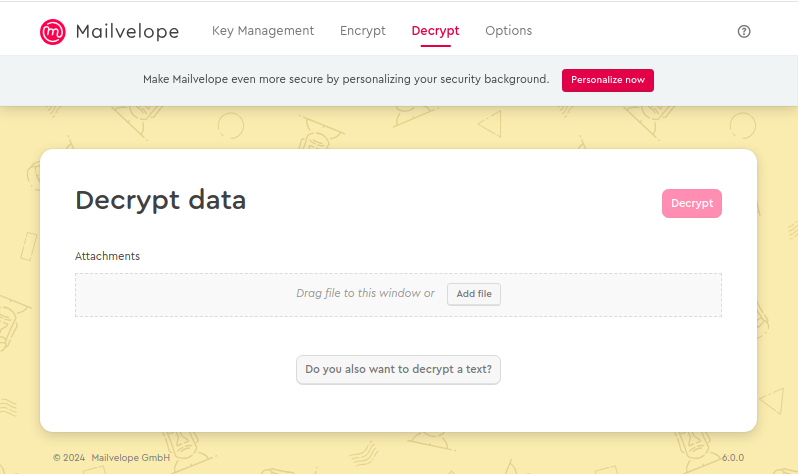 Mailvelope Key Management Encrypt Decrypt Options
Make Mailvelope even more secure by personalizing your security background. Personalize now
Decrypt data Decrypt
Attachments
Drag file to this window or Add file
Do you also want to decrypt a text?
© 2024 Mailvelope GmbH 6.0.0